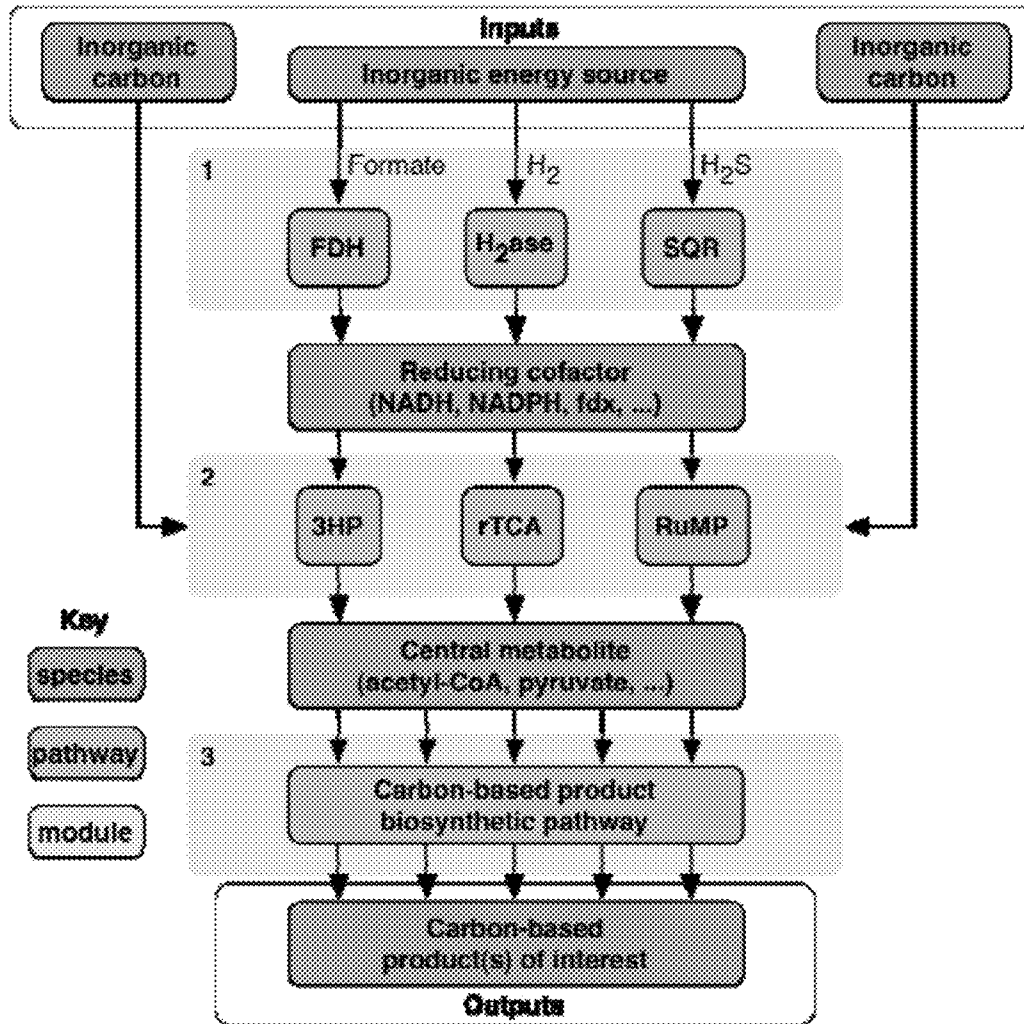 Inputs
Inorganic
carbon
Inorganic energy source
Inorganic
carbon
1
Formate
H2
H2S
FDH
H2ase
SQR
Reducing cofactor
(NADH, NADPH, fdx, ...)
2
3HP
rTCA
RuMP
Central metabolite
(acetyl-CoA, pyruvate, .. )
Key
species
pathway
module
3
Carbon-based product
biosynthetic pathway
Carbon-based
product(s) of interest
Outputs